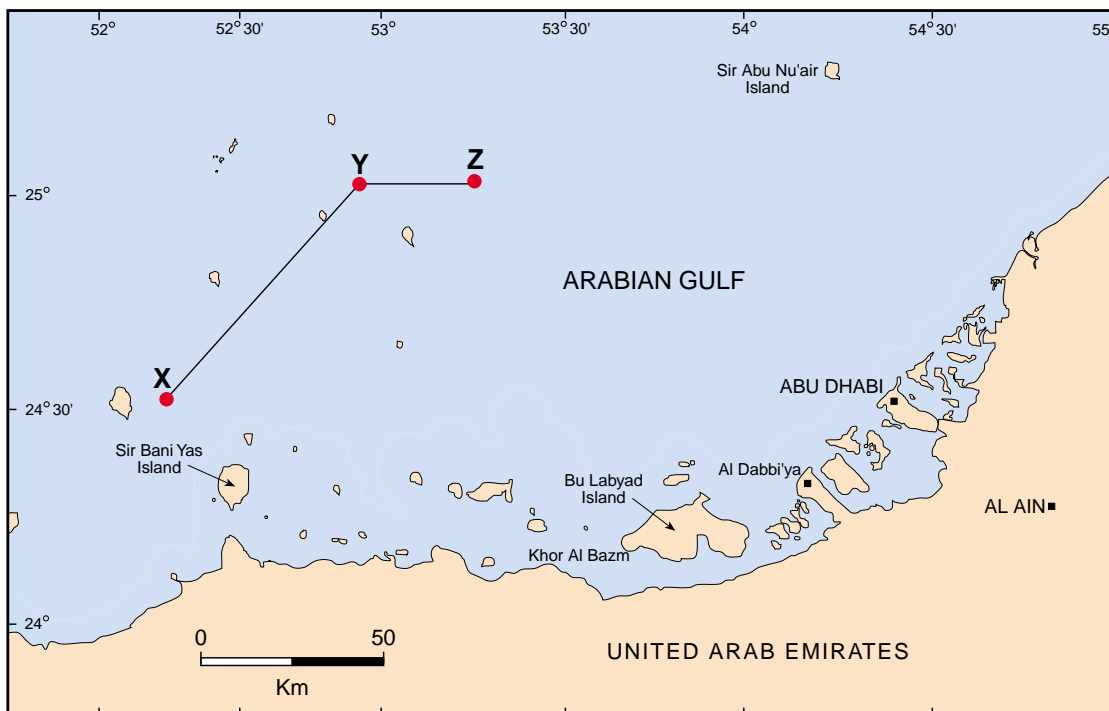 52° 52° 30' 53° 53° 30' 54° 54° 30' 55
Sir Abu Nu'air
Island
Y
Z
25°
ARABIAN GULF
X
ABU DHABI
24° 30'
Sir Bani Yas
Island
Al Dabbi'ya
Bu Labyad
Island
AL AIN
Khor Al Bazm
24°
0 50
Km
UNITED ARAB EMIRATES